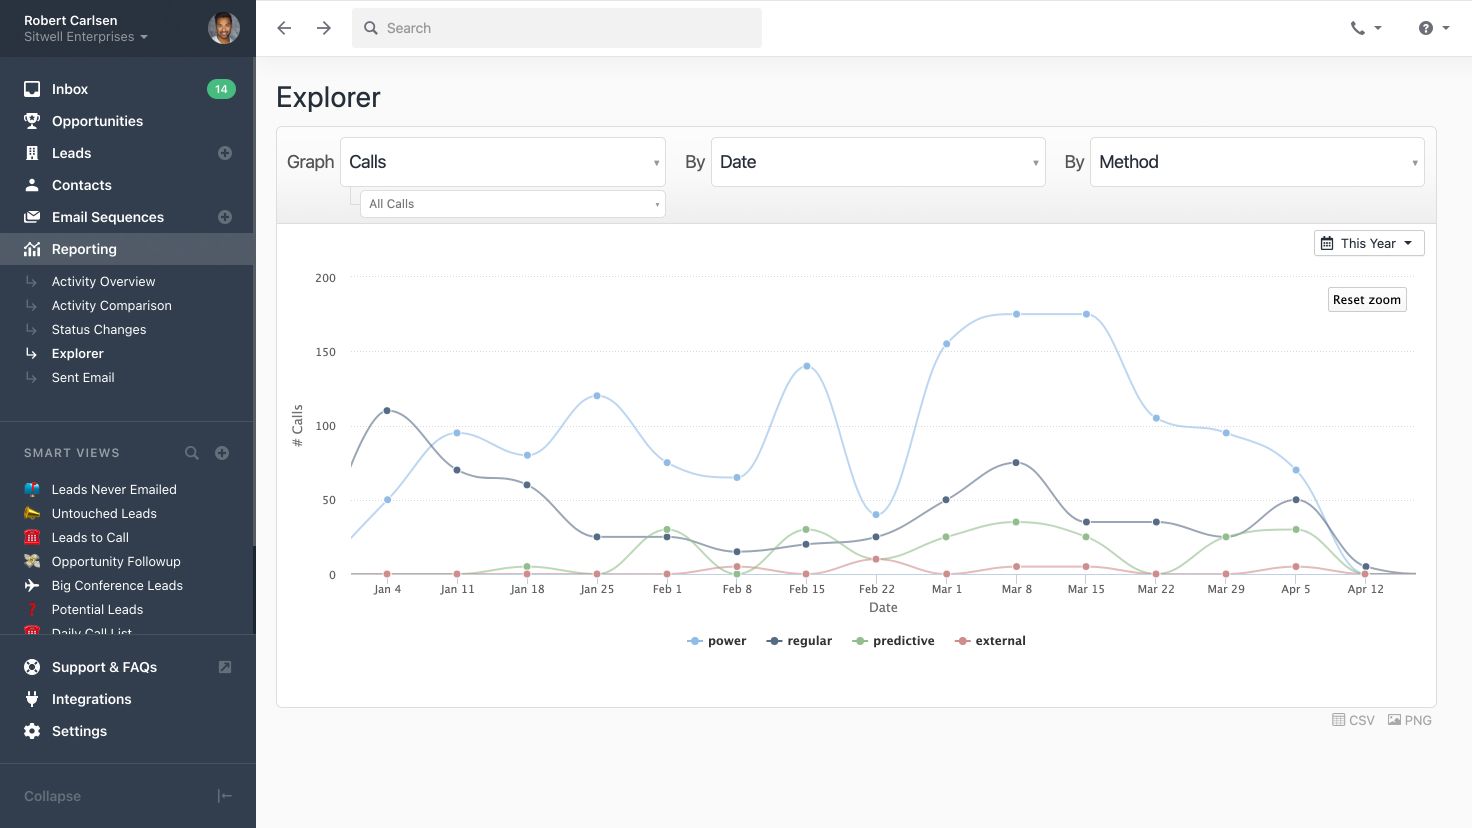 Robert Carlsen
Sitwell Enterprises
Inbox
14
Opportunities
Leads
Contacts
Email Sequences
Reporting
Activity Overview
Activity Comparison
Status Changes
Explorer
Sent Email
SMART VIEWS
Leads Never Emailed
Untouched Leads
Leads to Call
Opportunity Followup
Big Conference Leads
Potential Leads
Daily Call List
Support & FAQs
Integrations
Settings
Collapse
Search
Explorer
Graph Calls By Date By Method
All Calls
This Year
Reset zoom
200
150
100
50
0
# Calls
Jan 4 Jan 11 Jan 18 Jan 25 Feb 1 Feb 8 Feb 15 Feb 22 Mar 1 Mar 8 Mar 15 Mar 22 Mar 29 Apr 5 Apr 12
Date
power regular predictive external
CSV PNG